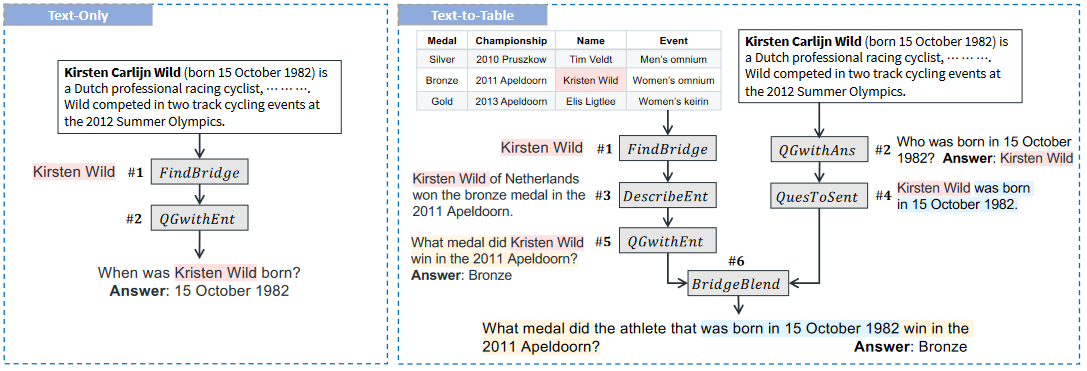 Text-Only
Kirsten Carlijn Wild (born 15 October 1982) is
a Dutch professional racing cyclist, ⋯ ⋯ ⋯.
Wild competed in two track cycling events at
the 2012 Summer Olympics.
Kirsten Wild #1 FindBridge
#2 QGwithEnt
When was Kristen Wild born?
Answer: 15 October 1982
Text-to-Table
Medal Championship Name Event
Silver 2010 Pruszkow Tim Veldt Men's omnium
Bronze 2011 Apeldoorn Kristen Wild Women's omnium
Gold 2013 Apeldoorn Elis Ligtlee Women's keirin
Kirsten Carlijn Wild (born 15 October 1982) is
a Dutch professional racing cyclist, ⋯ ⋯ ⋯.
Wild competed in two track cycling events at
the 2012 Summer Olympics.
Kirsten Wild #1 FindBridge
QGwithAns #2 Who was born in 15 October
1982? Answer: Kirsten Wild
Kirsten Wild of Netherlands
won the bronze medal in the
2011 Apeldoorn.
#3 DescribeEnt
QuesToSent #4 Kirsten Wild was born
in 15 October 1982.
What medal did Kristen Wild
win in the 2011 Apeldoorn?
Answer: Bronze
#5 QGwithEnt
#6
BridgeBlend
What medal did the athlete that was born in 15 October 1982 win in the
2011 Apeldoorn? Answer: Bronze